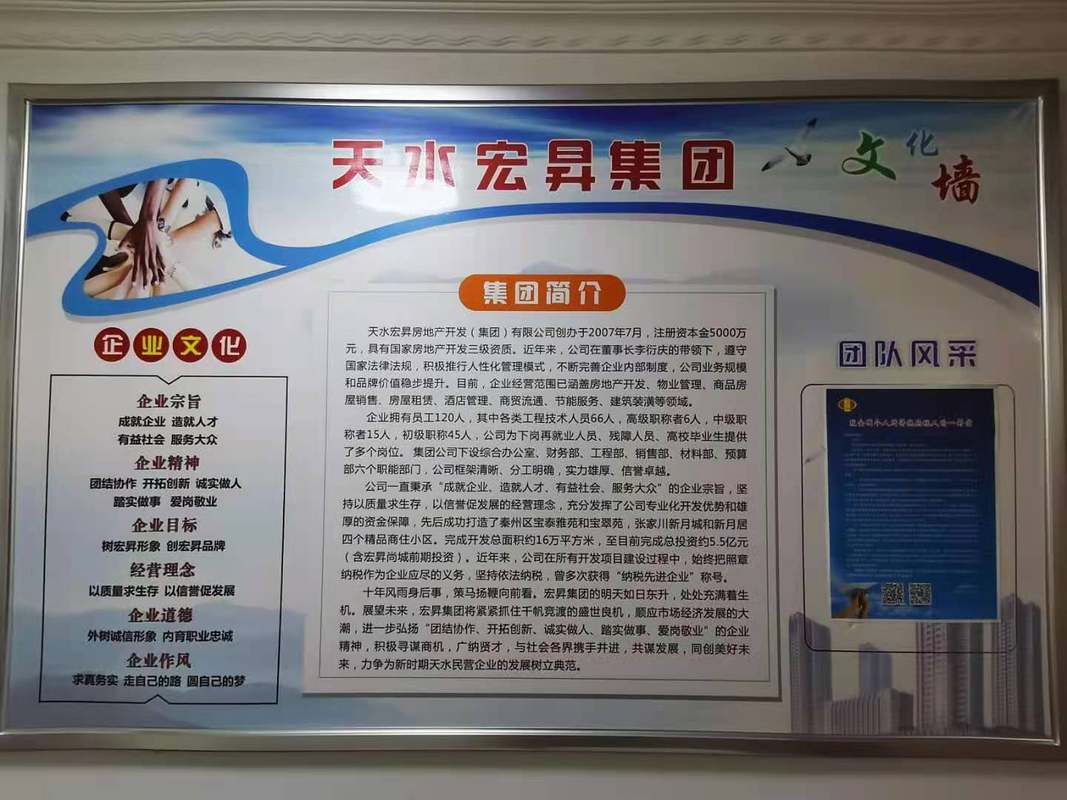 天水宏昇集团
文化墙
企业文化
企业宗旨
成就企业 造就人才
有益社会 服务大众
企业精神
团结协作 开拓创新 诚实做人
踏实做事 爱岗敬业
企业目标
树宏昇形象 创宏昇品牌
经营理念
以质量求生存 以信誉促发展
企业道德
外树诚信形象 内育职业忠诚
企业作风
求真务实 走自己的路 圆自己的梦
集团简介
天水宏昇房地产开发（集团）有限公司创办于2007年7月，注册资本金5000万
元，具有国家房地产开发三级资质。近年来，公司在董事长李衍庆的带领下，遵守
国家法律法规，积极推行人性化管理模式，不断完善企业内部制度，公司业务规模
和品牌价值稳步提升。目前，企业经营范围已涵盖房地产开发、物业管理、商品房
屋销售、房屋租赁、酒店管理、商贸流通、节能服务、建筑装潢等领域。
企业拥有员工120人，其中各类工程技术人员66人，高级职称者6人，中级职
称者15人，初级职称45人，公司为下岗再就业人员、残障人员、高校毕业生提供
了多个岗位。集团公司下设综合办公室、财务部、工程部、销售部、材料部、预算
部六个职能部门，公司框架清晰、分工明确，实力雄厚、信誉卓越。
公司一直秉承“成就企业、造就人才、有益社会、服务大众”的企业宗旨，坚
持以质量求生存，以信誉促发展的经营理念，充分发挥了公司专业化开发优势和雄
厚的资金保障，先后成功打造了秦州区宝泰雅苑和宝翠苑，张家川新月城和新月居
四个精品商住小区。完成开发总面积约16万平方米，至目前完成总投资约5.5亿元
（含宏昇尚城前期投资）。近年来，公司在所有开发项目建设过程中，始终把照章
纳税作为企业应尽的义务，坚持依法纳税，曾多次获得“纳税先进企业”称号。
十年风雨身后事，策马扬鞭向前看。宏昇集团的明天如日东升，处处充满着生
机。展望未来，宏昇集团将紧紧抓住千帆竞渡的盛世良机，顺应市场经济发展的大
潮，进一步弘扬“团结协作、开拓创新、诚实做人、踏实做事、爱岗敬业”的企业
精神，积极寻谋商机，广纳贤才，与社会各界携手并进，共谋发展，同创美好未
来，力争为新时期天水民营企业的发展树立典范。
团队风采